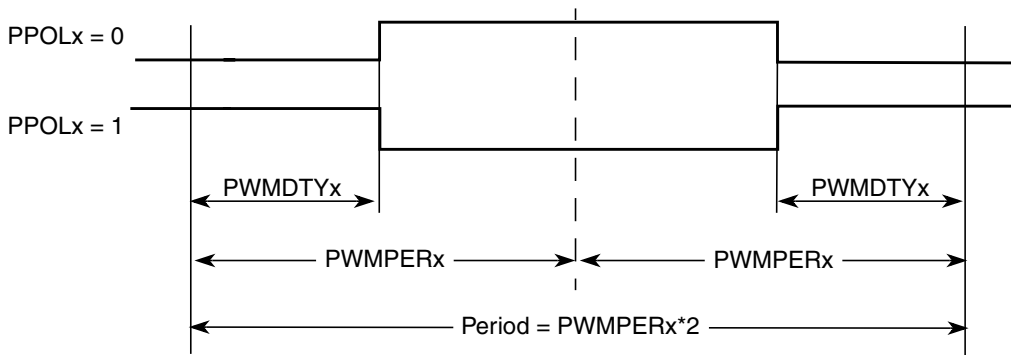 PPOLx = 0
PPOLx = 1
PWMDTYx
PWMDTYx
PWMPERx
PWMPERx
Period = PWMPERx*2